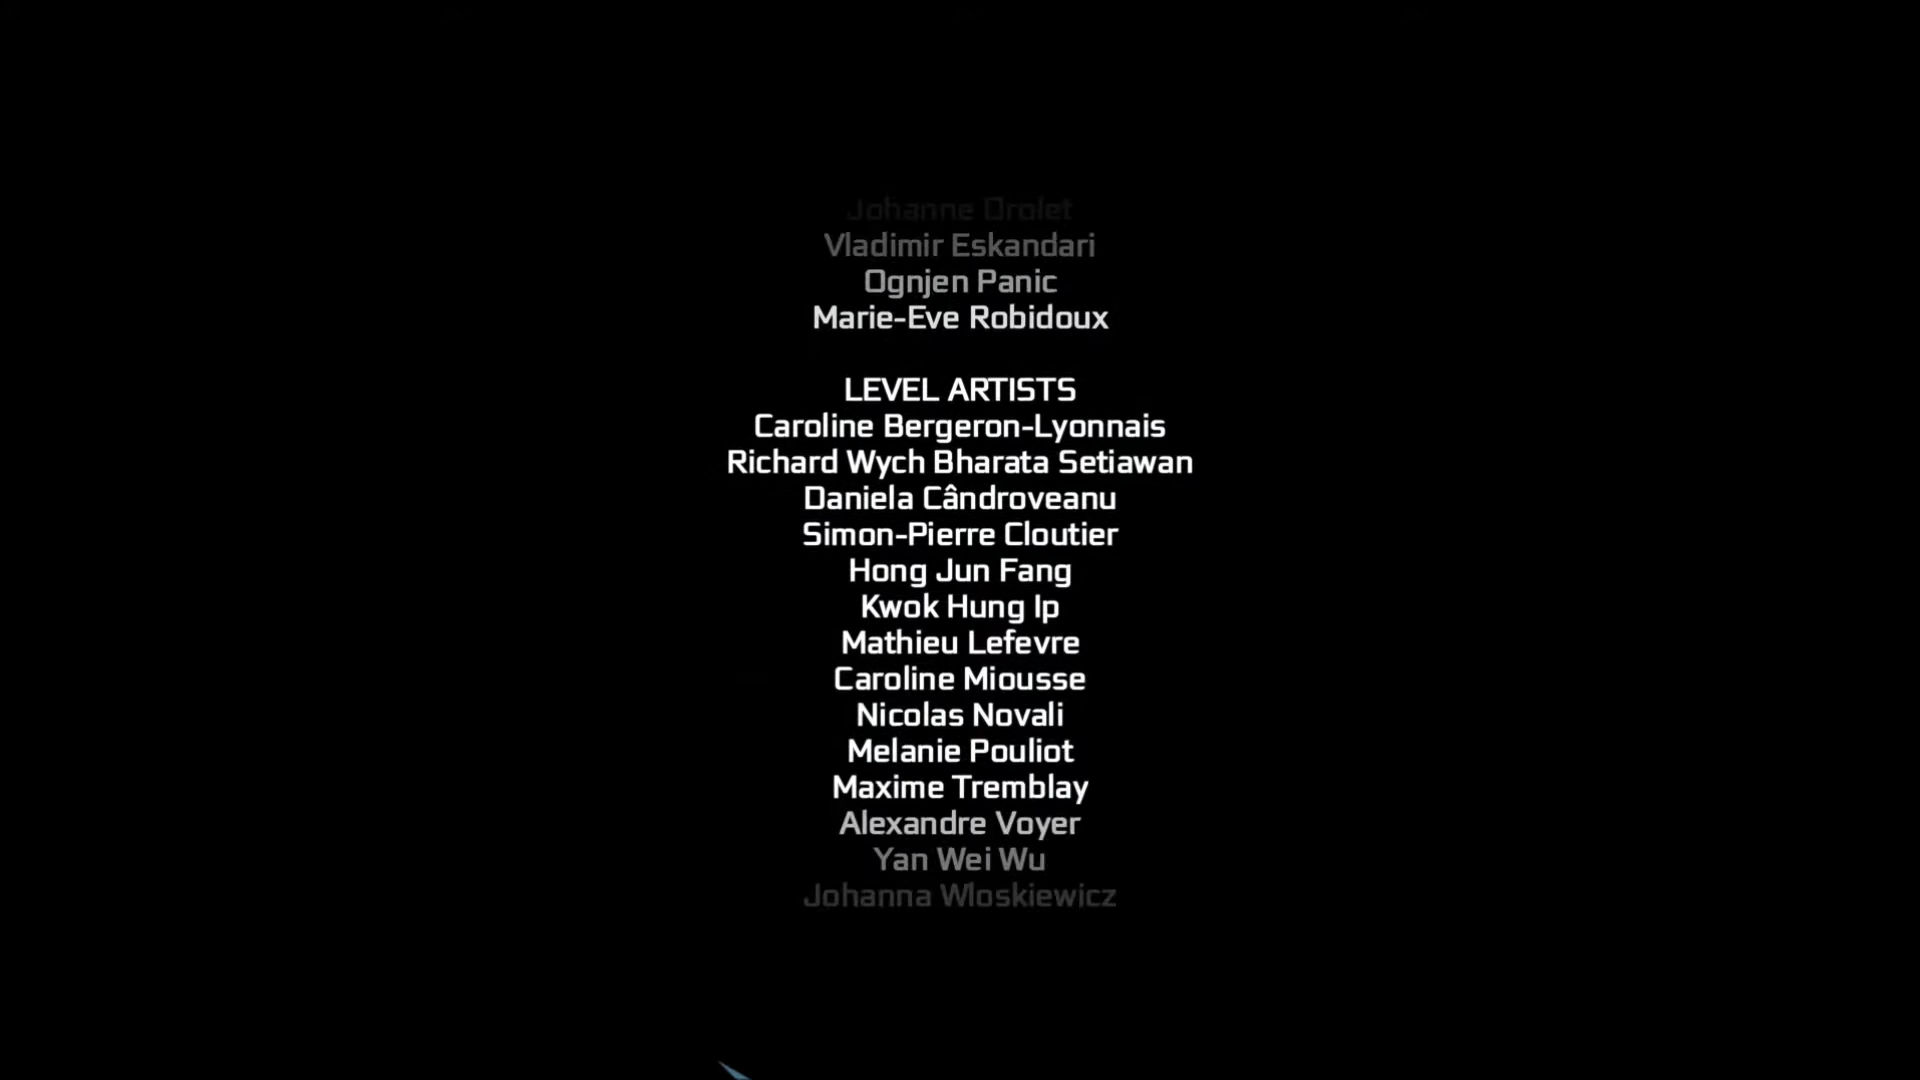 Johanne Drolet
Vladimir Eskandari
Ognjen Panic
Marie-Eve Robidoux
LEVEL ARTISTS
Caroline Bergeron-Lyonnais
Richard Wych Bharata Setiawan
Daniela Cândroveanu
Simon-Pierre Cloutier
Hong Jun Fang
Kwok Hung Ip
Mathieu Lefevre
Caroline Miousse
Nicolas Novali
Melanie Pouliot
Maxime Tremblay
Alexandre Voyer
Yan Wei Wu
Johanna Wloskiewicz